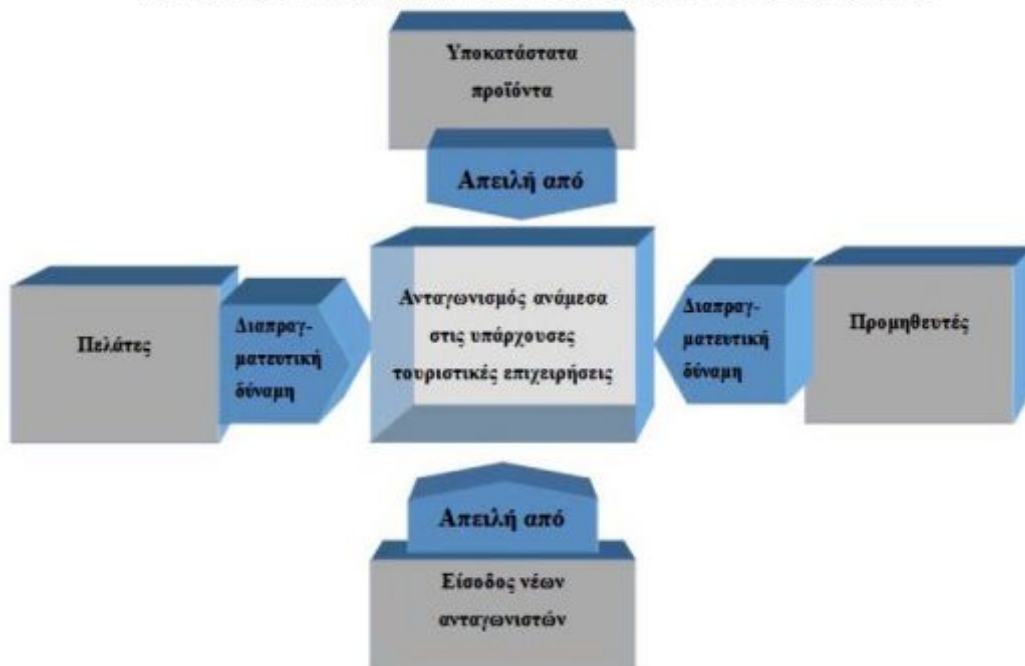 Υποκατάστατα
προϊόντα
Απειλή από
Πελάτες
Διαπραγ-
ματευτική
δύναμη
Ανταγωνισμός ανάμεσα
στις υπάρχουσες
τουριστικές επιχειρήσεις
Διαπραγ-
ματευτική
δύναμη
Προμηθευτές
Απειλή από
Είσοδος νέων
ανταγωνιστών